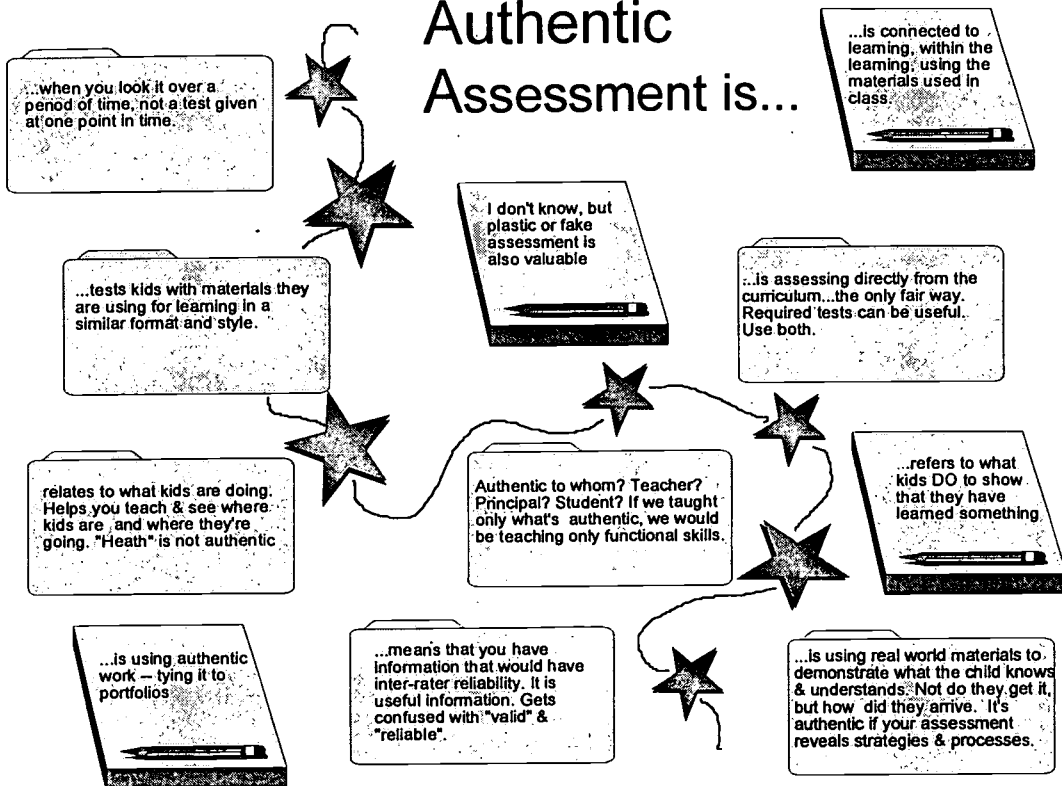 Authentic
Assessment is...
...when you look it over a
period of time, not a test given
at one point in time.
...is connected to
learning, within the
learning, using the
materials used in
class.
I don't know, but
plastic or fake
assessment is
also valuable
...tests kids with materials they
are using for learning in a
similar format and style.
...is assessing directly from the
curriculum...the only fair way.
Required tests can be useful.
Use both.
relates to what kids are doing.
Helps you teach & see where
kids are and where they're
going. "Heath" is not authentic
Authentic to whom? Teacher?
Principal? Student? If we taught
only what's authentic, we would
be teaching only functional skills.
...refers to what
kids DO to show
that they have
learned something
...is using authentic
work -- tying it to
portfolios
...means that you have
information that would have
inter-rater reliability. It is
useful information. Gets
confused with "valid" &
"reliable".
...is using real world materials to
demonstrate what the child knows
& understands. Not do they get it,
but how did they arrive. It's
authentic if your assessment
reveals strategies & processes.